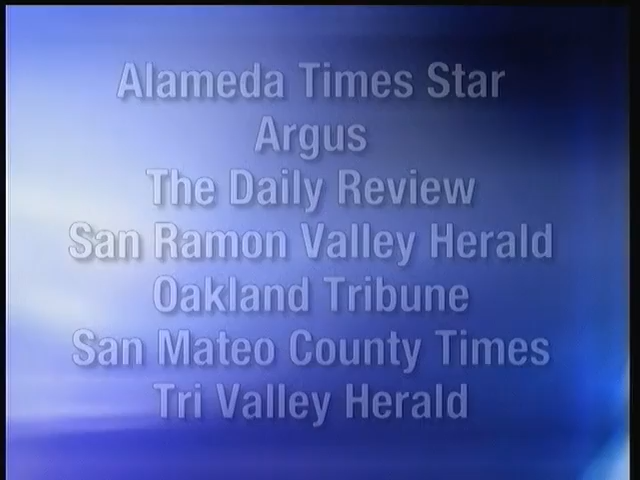 Alameda Times Star
Argus
The Daily Review
San Ramon Valley Herald
Oakland Tribune
San Mateo County Times
Tri Valley Herald